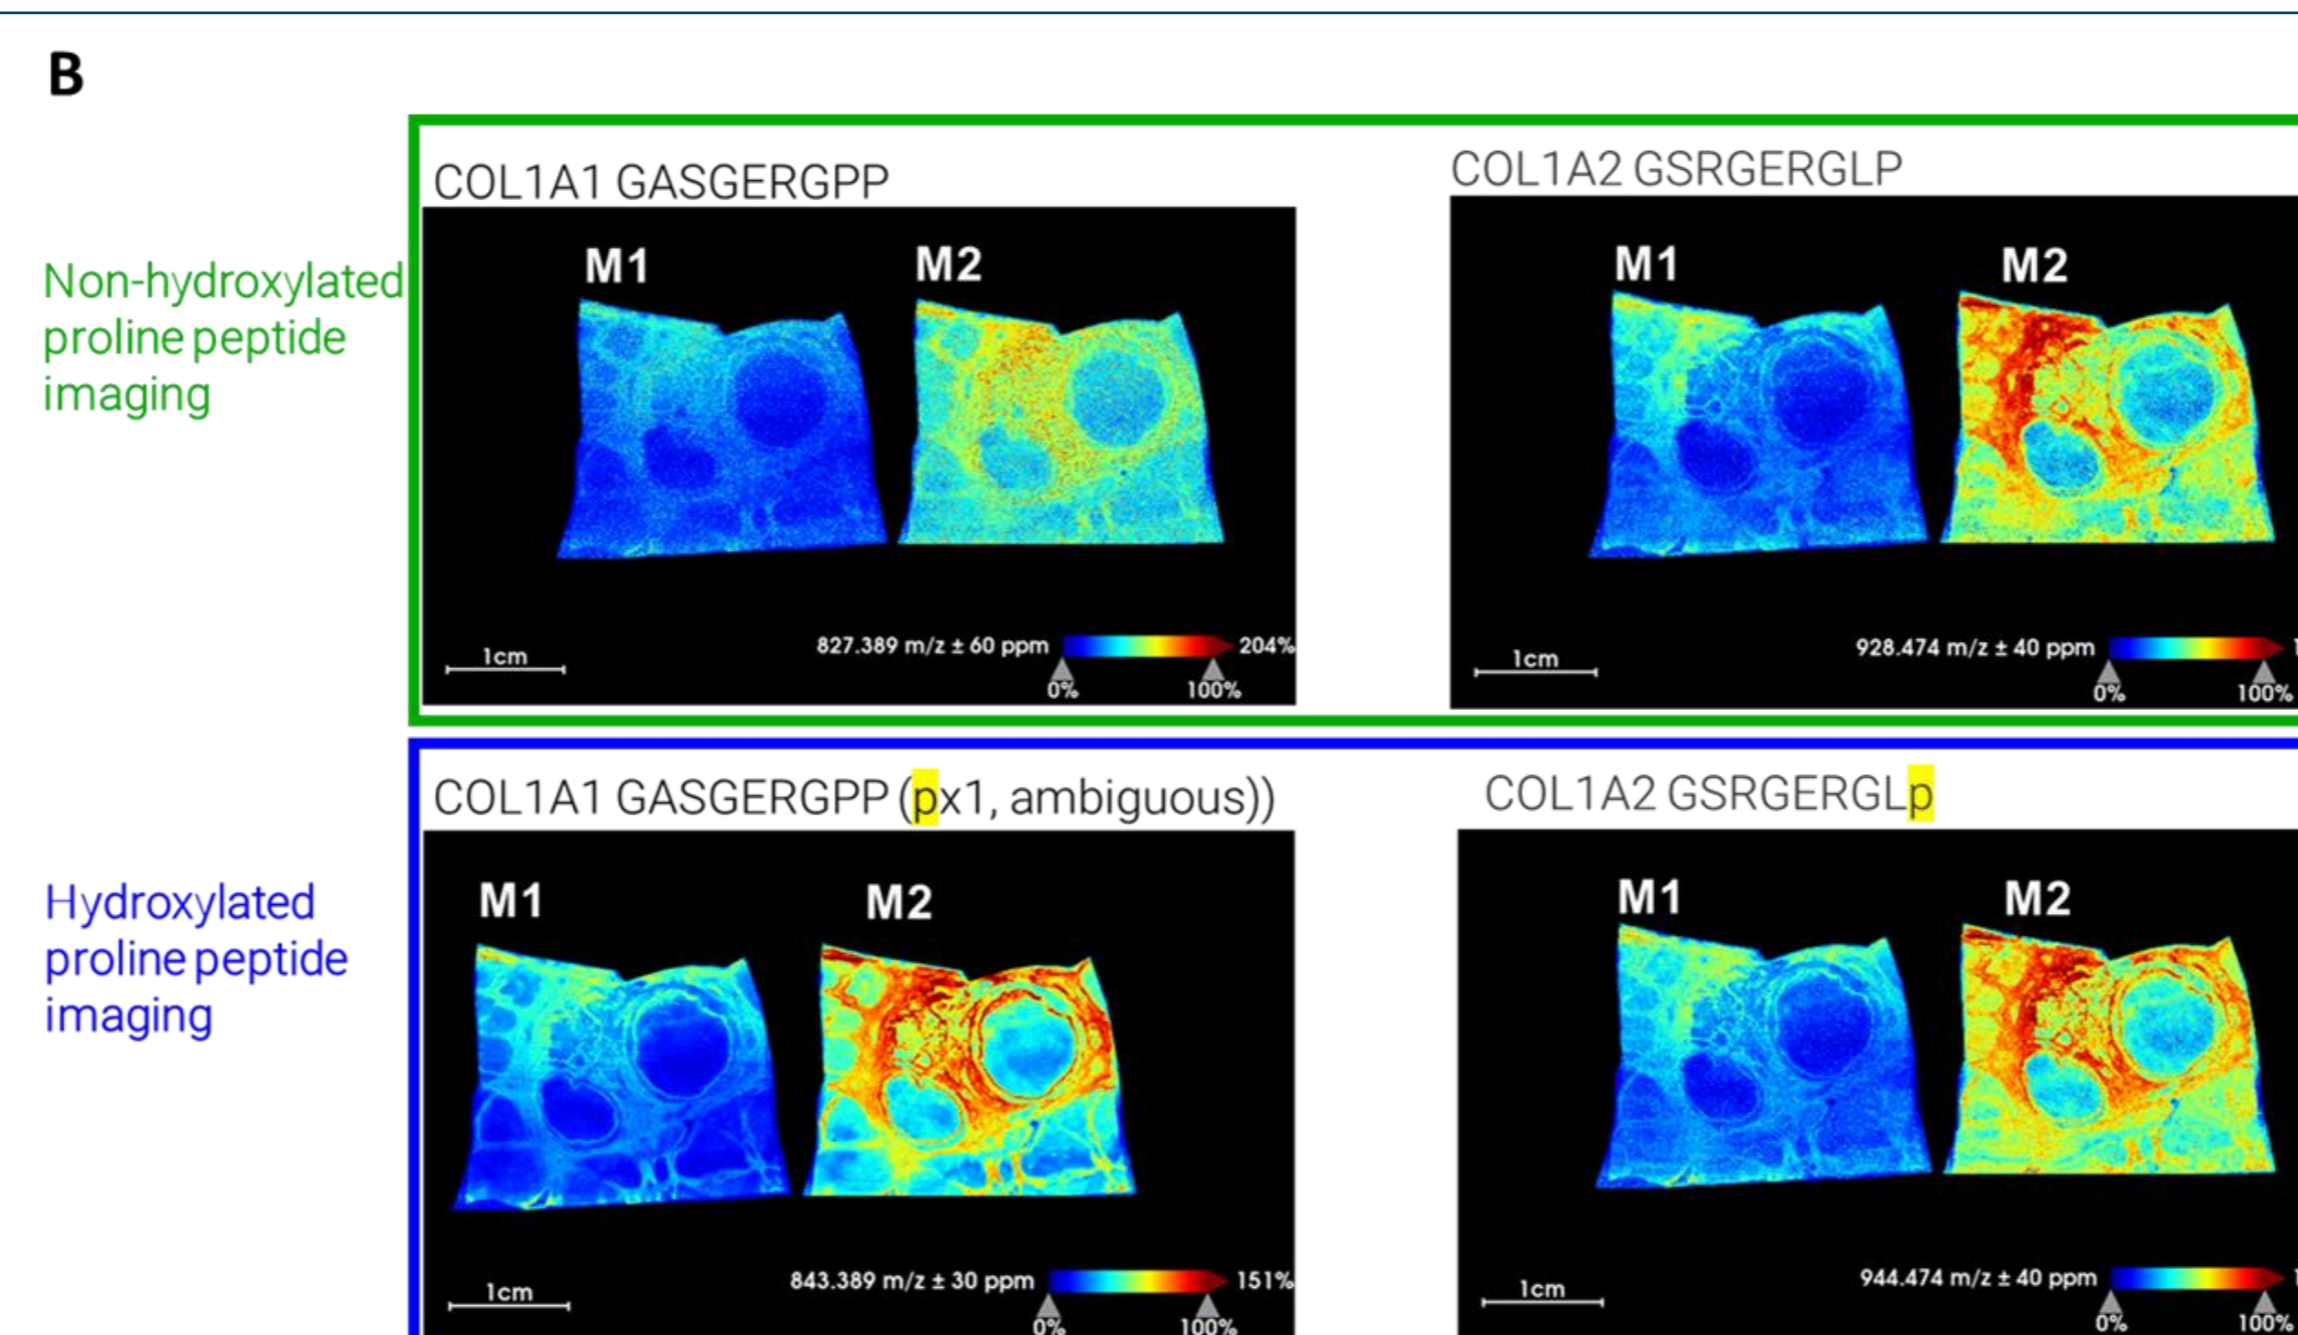 B
Non-hydroxylated
proline peptide
imaging
COL1A1 GASGERGPP
M1 M2
1cm
827.389 m/z ± 60 ppm
204%
0% 100%
COL1A2 GSRGERGLP
M1 M2
1cm
928.474 m/z ± 40 ppm
0% 100%
Hydroxylated
proline peptide
imaging
COL1A1 GASGERGPP (px1, ambiguous))
M1 M2
1cm
843.389 m/z ± 30 ppm
151%
0% 100%
COL1A2 GSRGERGLp
M1 M2
1cm
944.474 m/z ± 40 ppm
0% 100%